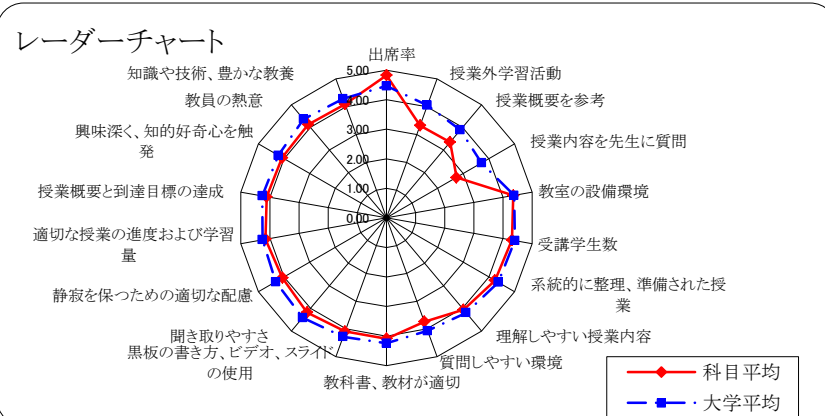 レーダーチャート
出席率
授業外学習活動
授業概要を参考
授業内容を先生に質問
教室の設備環境
受講学生数
系統的に整理、準備された授
業
理解しやすい授業内容
質問しやすい環境
教科書、教材が適切
黒板の書き方、ビデオ、スライド
の使用
聞き取りやすさ
静寂を保つための適切な配慮
適切な授業の進度および学習
量
授業概要と到達目標の達成
興味深く、知的好奇心を触
発
教員の熱意
知識や技術、豊かな教養
5.00
4.00
3.00
2.00
1.00
0.00
科目平均
大学平均